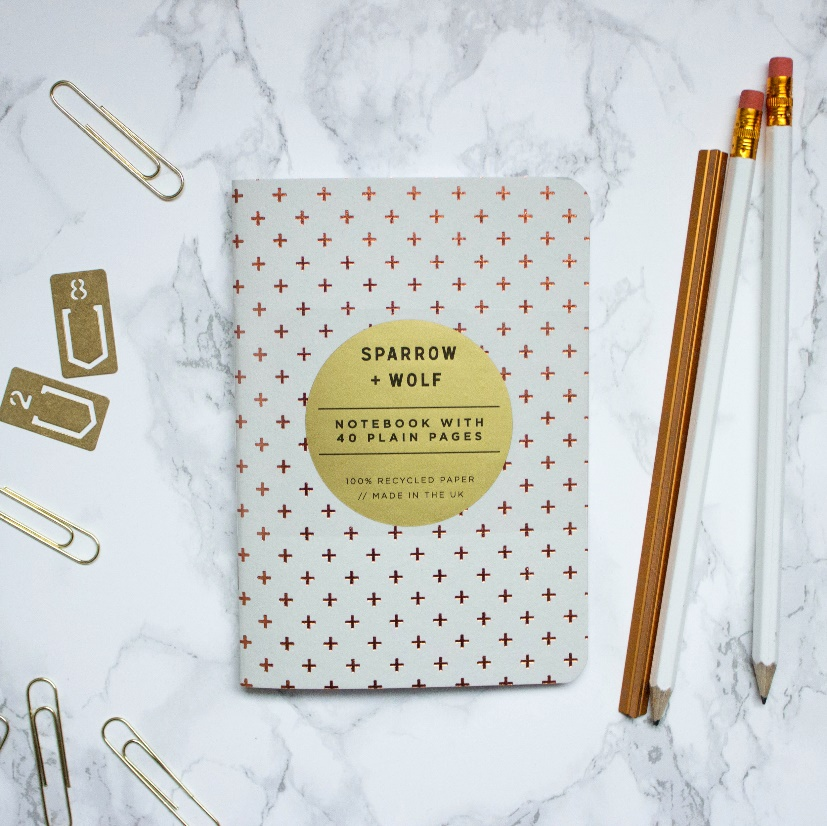 SPARROW
+ WOLF
NOTEBOOK WITH
40 PLAIN PAGES
100% RECYCLED PAPER
// MADE IN THE UK
8
2